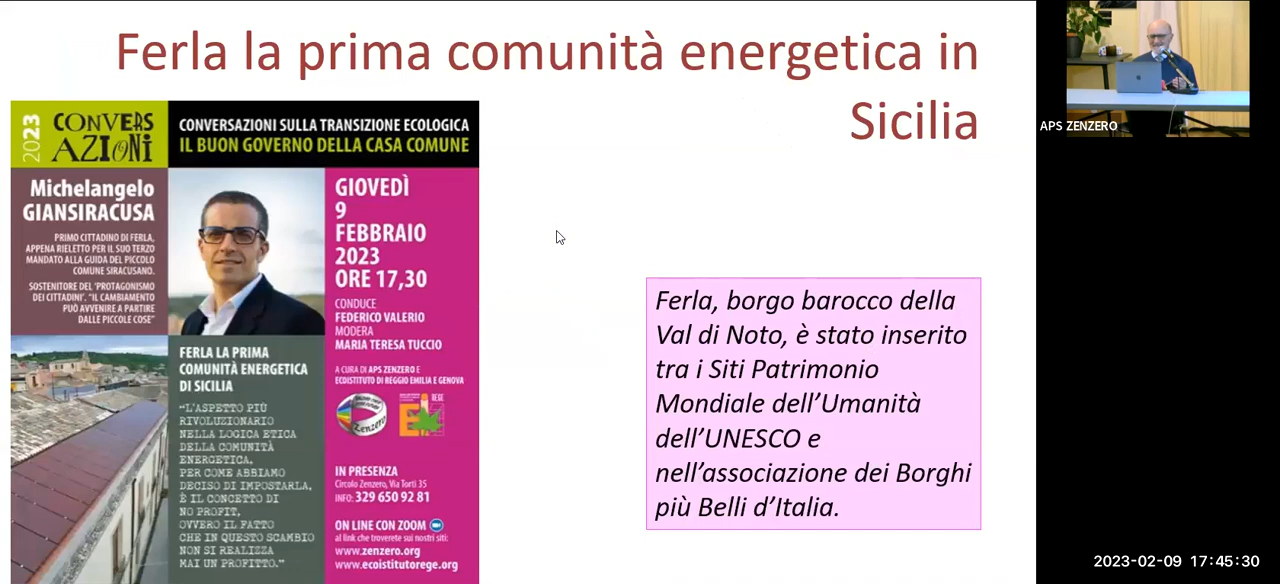 Ferla la prima comunità energetica in
Sicilia
2023
CONVERS
AZIONI
CONVERSAZIONI SULLA TRANSIZIONE ECOLOGICA
IL BUON GOVERNO DELLA CASA COMUNE
Michelangelo
GIANSIRACUSA
PRIMO CITTADINO DI FERLA,
APPENA RIELETTO PER IL SUO TERZO
MANDATO ALLA GUIDA DEL PICCOLO
COMUNE SIRACUSANO.
SOSTENITORE DEL 'PROTAGONISMO
DEI CITTADINI', "IL CAMBIAMENTO
PUÒ AVVENIRE A PARTIRE
DALLE PICCOLE COSE"
GIOVEDÌ
9
FEBBRAIO
2023
ORE 17,30
CONDUCE
FEDERICO VALERIO
MODERA
MARIA TERESA TUCCIO
A CURA DI APS ZENZERO E
ECOISTITUTO DI REGGIO EMILIA E GENOVA
Zenzero
REGE
IN PRESENZA
Circolo Zenzero, Via Torti 35
INFO: 329 650 92 81
ON LINE CON ZOOM
al link che troverete sui nostri siti:
www.zenzero.org
www.ecoistitutorege.org
FERLA LA PRIMA
COMUNITÀ ENERGETICA
DI SICILIA
"L'ASPETTO PIÙ
RIVOLUZIONARIO
NELLA LOGICA ETICA
DELLA COMUNITÀ
ENERGETICA,
PER COME ABBIAMO
DECISO DI IMPOSTARLA,
È IL CONCETTO DI
NO PROFIT,
OVVERO IL FATTO
CHE IN QUESTO SCAMBIO
NON SI REALIZZA
MAI UN PROFITTO."
Ferla, borgo barocco della
Val di Noto, è stato inserito
tra i Siti Patrimonio
Mondiale dell'Umanità
dell'UNESCO e
nell'associazione dei Borghi
più Belli d'Italia.
APS ZENZERO
2023-02-09 17:45:30